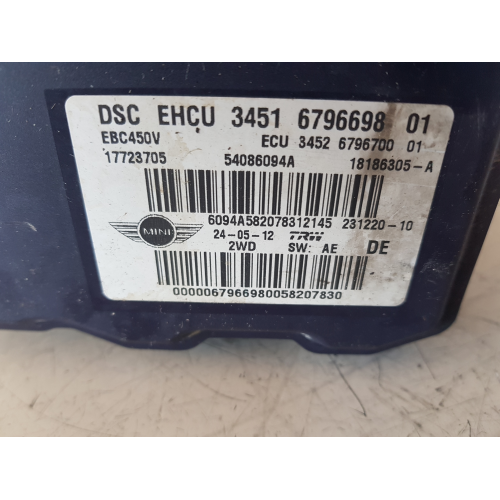 DSC EHCU 3451 6796698 01
EBC450V ECU 3452 6796700 01
17723705 54086094A 18186305-A
6094A582078312145 231220-10
MINI 24-05-12 TRW DE
2WD SW: AE
0000067966980058207830